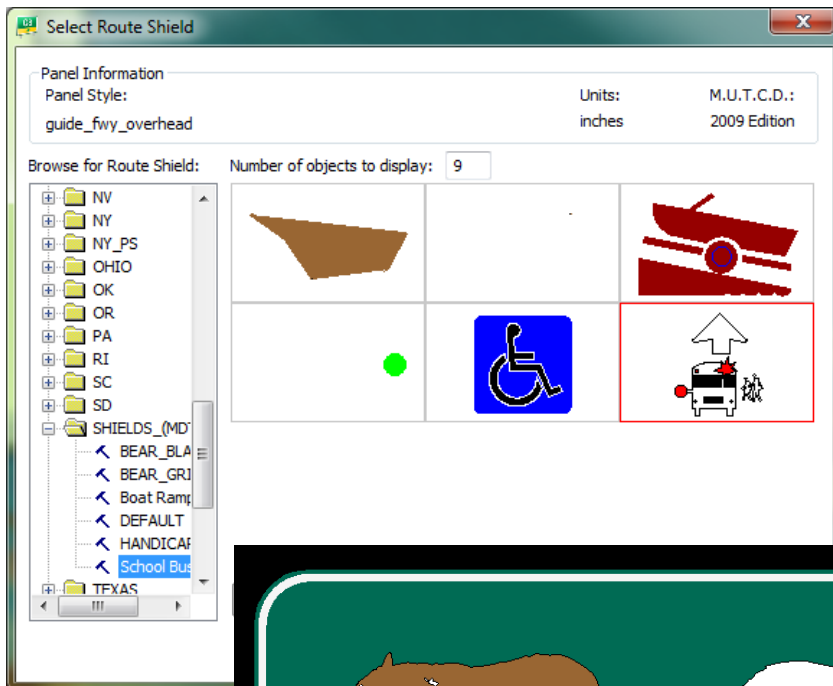 Select Route Shield
Panel Information
Panel Style: Units: M.U.T.C.D.:
guide_fwy_overhead inches 2009 Edition
Browse for Route Shield: Number of objects to display: 9
NV
NY
NY_PS
OHIO
OK
OR
PA
RI
SC
SD
SHIELDS_(MDT
BEAR_BLA
BEAR_GRI
Boat Ramp
DEFAULT
HANDICAP
School Bus
TEXAS